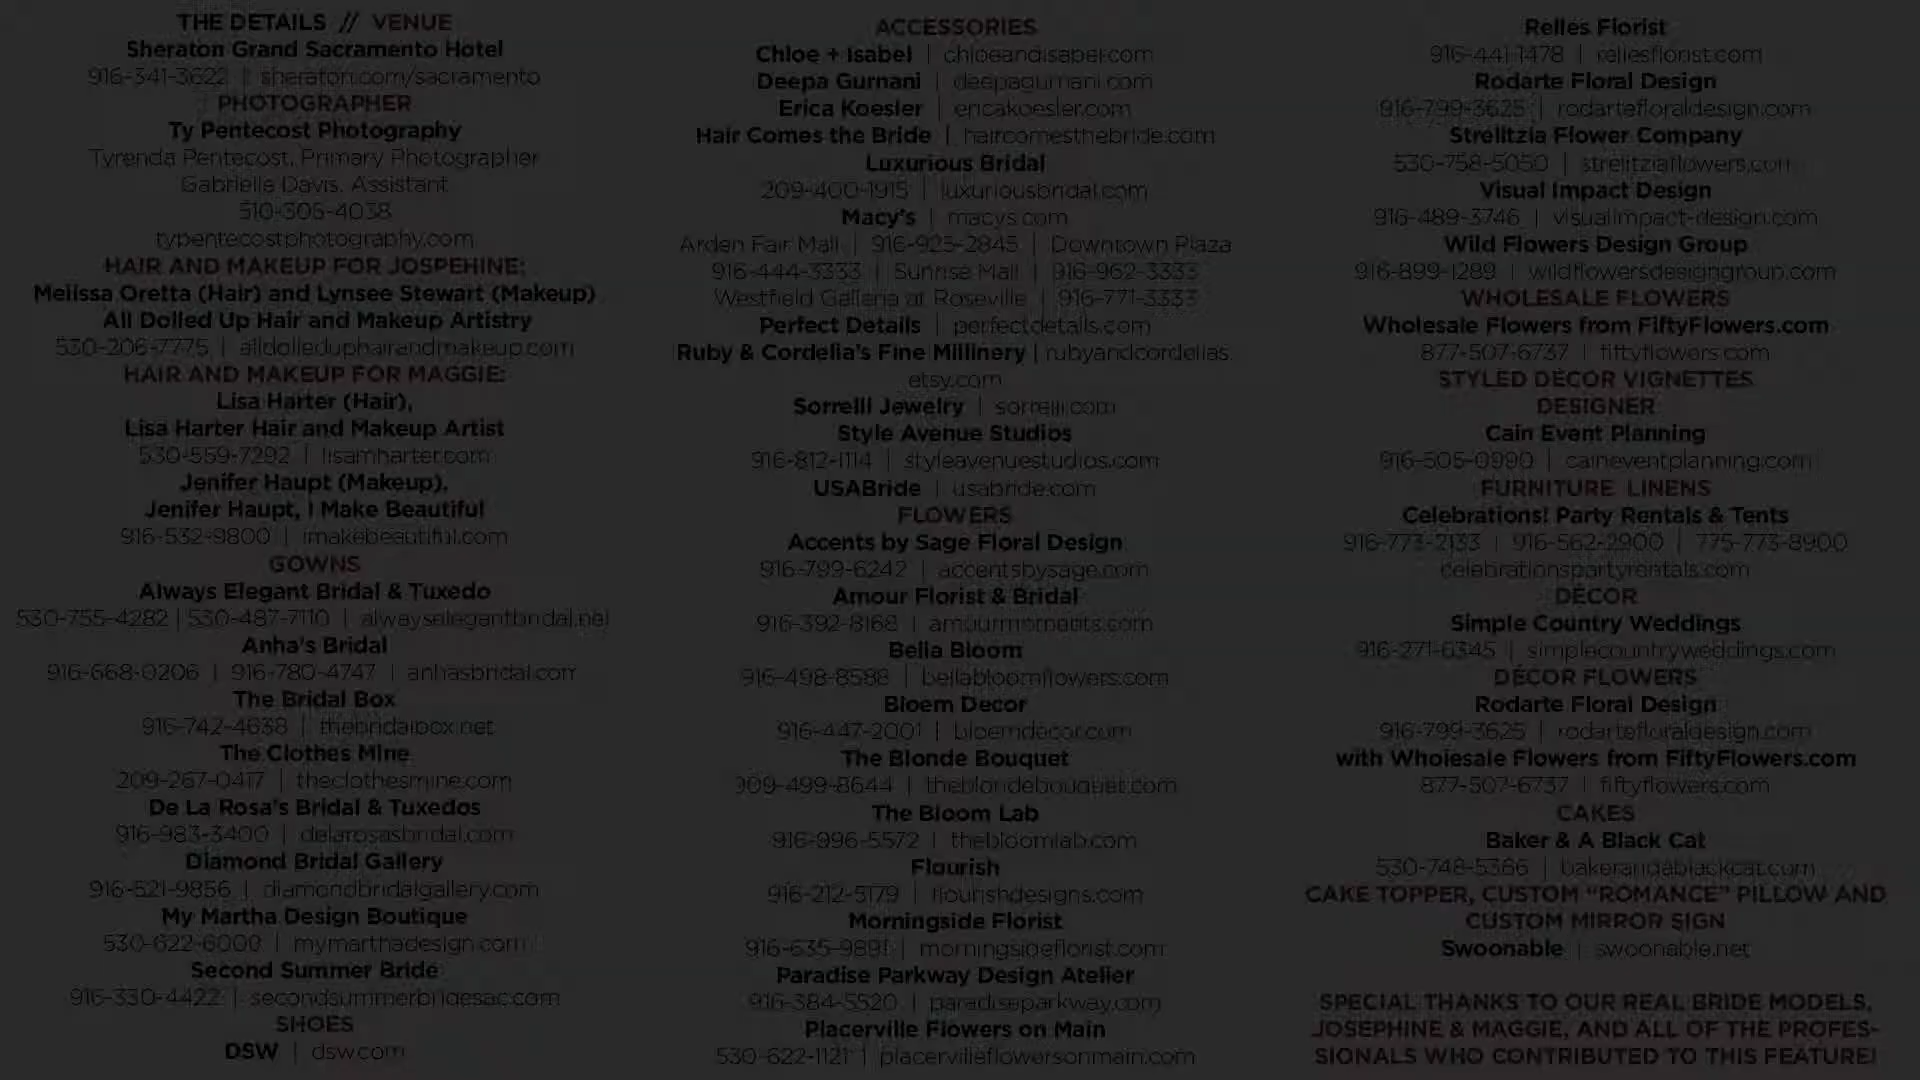 THE DETAILS // VENUE
Sheraton Grand Sacramento Hotel
916-341-3622 | sheraton.com/sacramento
PHOTOGRAPHER
Ty Pentecost Photography
Tyrenda Pentecost, Primary Photographer
Gabrielle Davis, Assistant
510-305-4038
typentecostphotography.com
HAIR AND MAKEUP FOR JOSPEHINE:
Melissa Oretta (Hair) and Lynsee Stewart (Makeup)
All Dolled Up Hair and Makeup Artistry
530-206-7775 | alldolleduphairandmakeup.com
HAIR AND MAKEUP FOR MAGGIE:
Lisa Harter (Hair),
Lisa Harter Hair and Makeup Artist
530-559-7292 | lisamharter.com
Jenifer Haupt (Makeup),
Jenifer Haupt, I Make Beautiful
916-532-9800 | imakebeautiful.com
GOWNS
Always Elegant Bridal & Tuxedo
530-755-4282 | 530-487-7110 | alwayselegantbridal.net
Anha's Bridal
916-668-0206 | 916-780-4747 | anhasbridal.com
The Bridal Box
916-742-4638 | thebridalbox.net
The Clothes Mine
209-267-0417 | theclothesmine.com
De La Rosa's Bridal & Tuxedos
916-983-3400 | delarosasbridal.com
Diamond Bridal Gallery
916-521-9856 | diamondbridalgallery.com
My Martha Design Boutique
530-622-6000 | mymarthadesign.com
Second Summer Bride
916-330-4422 | secondsummerbridesac.com
SHOES
DSW | dsw.com
ACCESSORIES
Chloe + Isabel | chloeandisabel.com
Deepa Gurnani | deepagurnani.com
Erica Koesler | ericakoesler.com
Hair Comes the Bride | haircomesthebride.com
Luxurious Bridal
209-400-1915 | luxuriousbridal.com
Macy's | macys.com
Arden Fair Mall | 916-925-2845 | Downtown Plaza
916-444-3333 | Sunrise Mall | 916-962-3333
Westfield Galleria at Roseville | 916-771-3333
Perfect Details | perfectdetails.com
Ruby & Cordelia's Fine Millinery | rubyandcordelias.
etsy.com
Sorrelli Jewelry | sorrelli.com
Style Avenue Studios
916-812-1114 | styleavenuestudios.com
USABride | usabride.com
FLOWERS
Accents by Sage Floral Design
916-799-6242 | accentsbysage.com
Amour Florist & Bridal
916-392-8168 |
Bella Bloom
916-498-8588 | bellabloomflowers.com
Bloem Decor
916-447-2001 | bloemdecor.com
The Blonde Bouquet
909-499-8644 | theblondebouquet.com
The Bloom Lab
916-996-5572 | thebloomlab.com
Flourish
916-212-5179 | flourishdesigns.com
Morningside Florist
916-635-9891 | morningsideflorist.com
Paradise Parkway Design Atelier
916-384-5520 | paradiseparkway.com
Placerville Flowers on Main
530-622-1121 | placervilleflowersonmain.com
Relles Florist
916-441-1478 | rellesflorist.com
Rodarte Floral Design
916-799-3625 | rodartefloraldesign.com
Strelitzia Flower Company
530-758-5050 | strelitziaflowers.com
Visual Impact Design
916-489-3746 | visualimpact-design.com
Wild Flowers Design Group
916-899-1289 | wildflowersdesigngroup.com
WHOLESALE FLOWERS
Wholesale Flowers from FiftyFlowers.com
877-507-6737 | fiftyflowers.com
STYLED DÉCOR VIGNETTES
DESIGNER
Cain Event Planning
916-505-0990 | caineventplanning.com
FURNITURE LINENS
Celebrations! Party Rentals & Tents
916-773-2133 | 916-562-2900 | 775-773-8900
celebrationspartyrentals.com
DÉCOR
Simple Country Weddings
916-271-6345 | simplecountryweddings.com
DÉCOR FLOWERS
Rodarte Floral Design
916-799-3625 | rodartefloraldesign.com
with Wholesale Flowers from FiftyFlowers.com
877-507-6737 | fiftyflowers.com
CAKES
Baker & A Black Cat
530-748-5366 | bakerandablackcat.com
CAKE TOPPER, CUSTOM “ROMANCE” PILLOW AND
CUSTOM MIRROR SIGN
Swoonable | swoonable.net
SPECIAL THANKS TO OUR REAL BRIDE MODELS,
JOSEPHINE & MAGGIE, AND ALL OF THE PROFES-
SIONALS WHO CONTRIBUTED TO THIS FEATURE!